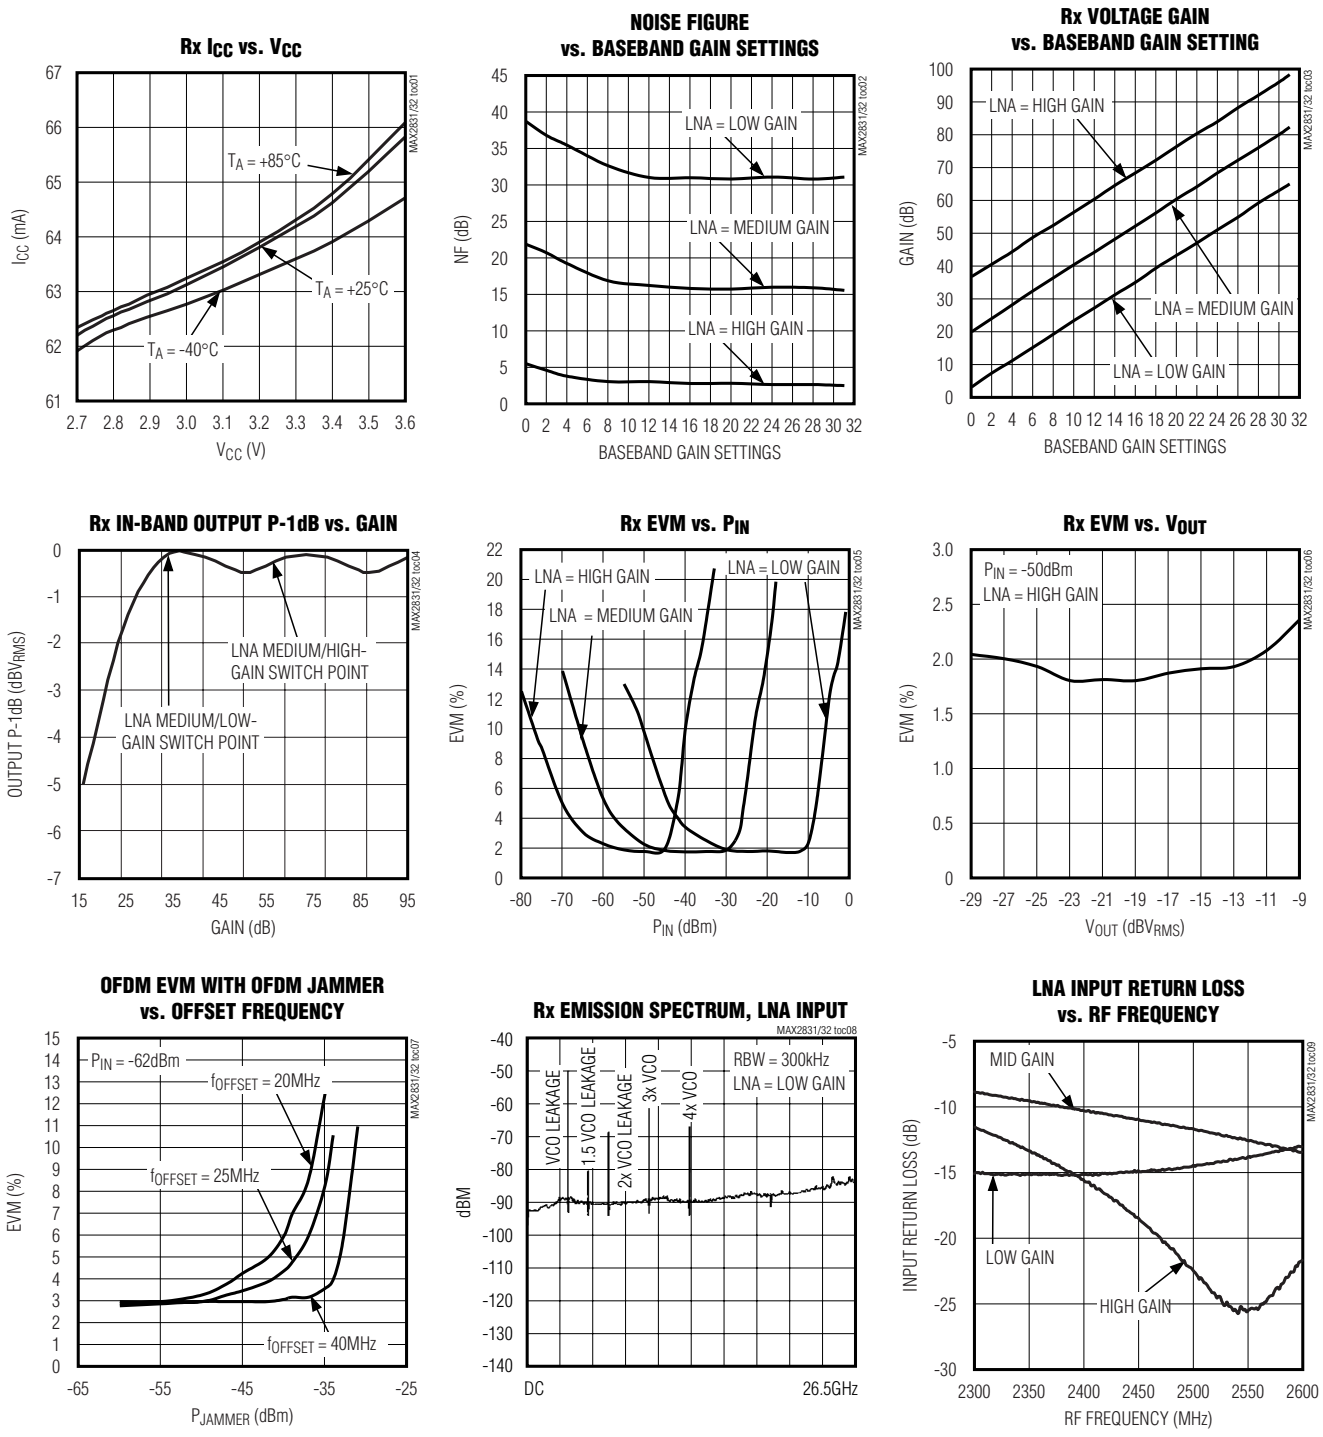 Rx ICC vs. VCC
MAX2831/32 toc01
67
66
65
64
63
62
61
ICC (mA)
TA = +85°C
TA = +25°C
TA = -40°C
2.7 2.8 2.9 3.0 3.1 3.2 3.3 3.4 3.5 3.6
VCC (V)
NOISE FIGURE
vs. BASEBAND GAIN SETTINGS
MAX2831/32 toc02
45
40
35
30
25
20
15
10
5
0
NF (dB)
LNA = LOW GAIN
LNA = MEDIUM GAIN
LNA = HIGH GAIN
0 2 4 6 8 10 12 14 16 18 20 22 24 26 28 30 32
BASEBAND GAIN SETTINGS
Rx VOLTAGE GAIN
vs. BASEBAND GAIN SETTING
MAX2831/32 toc03
100
90
80
70
60
50
40
30
20
10
0
GAIN (dB)
LNA = HIGH GAIN
LNA = MEDIUM GAIN
LNA = LOW GAIN
0 2 4 6 8 10 12 14 16 18 20 22 24 26 28 30 32
BASEBAND GAIN SETTINGS
Rx IN-BAND OUTPUT P-1dB vs. GAIN
MAX2831/32 toc04
0
-1
-2
-3
-4
-5
-6
-7
OUTPUT P-1dB (dBVRMS)
LNA MEDIUM/HIGH-
GAIN SWITCH POINT
LNA MEDIUM/LOW-
GAIN SWITCH POINT
15 25 35 45 55 65 75 85 95
GAIN (dB)
Rx EVM vs. PIN
MAX2831/32 toc05
22
20
18
16
14
12
10
8
6
4
2
0
EVM (%)
LNA = HIGH GAIN
LNA = LOW GAIN
LNA = MEDIUM GAIN
-80 -70 -60 -50 -40 -30 -20 -10 0
PIN (dBm)
Rx EVM vs. VOUT
MAX2831/32 toc06
3.0
2.5
2.0
1.5
1.0
0.5
0
EVM (%)
PIN = -50dBm
LNA = HIGH GAIN
-29 -27 -25 -23 -21 -19 -17 -15 -13 -11 -9
VOUT (dBVRMS)
OFDM EVM WITH OFDM JAMMER
vs. OFFSET FREQUENCY
MAX2831/32 toc07
15
14
13
12
11
10
9
8
7
6
5
4
3
2
1
0
EVM (%)
PIN = -62dBm
fOFFSET = 20MHz
fOFFSET = 25MHz
fOFFSET = 40MHz
-65 -55 -45 -35 -25
PJAMMER (dBm)
Rx EMISSION SPECTRUM, LNA INPUT
MAX2831/32 toc08
-40
-50
-60
-70
-80
-90
-100
-110
-120
-130
-140
dBM
VCO LEAKAGE
1.5 VCO LEAKAGE
2x VCO LEAKAGE
3x VCO
4x VCO
RBW = 300kHz
LNA = LOW GAIN
DC 26.5GHz
LNA INPUT RETURN LOSS
vs. RF FREQUENCY
MAX2831/32 toc09
-5
-10
-15
-20
-25
-30
INPUT RETURN LOSS (dB)
MID GAIN
LOW GAIN
HIGH GAIN
2300 2350 2400 2450 2500 2550 2600
RF FREQUENCY (MHz)